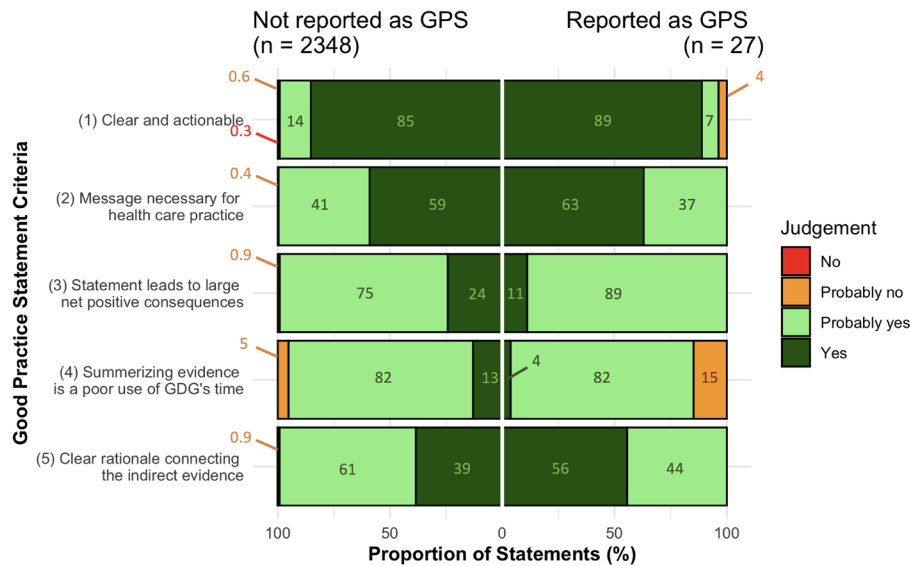 Not reported as GPS
(n = 2348)
Reported as GPS
(n = 27)
Good Practice Statement Criteria
0.6
4
(1) Clear and actionable
0.3
14
85
89
7
0.4
(2) Message necessary for
health care practice
41
59
63
37
0.9
(3) Statement leads to large
net positive consequences
75
24
11
89
5
(4) Summerizing evidence
is a poor use of GDG's time
82
13
4
82
15
0.9
(5) Clear rationale connecting
the indirect evidence
61
39
56
44
100
50
0
50
100
Proportion of Statements (%)
Judgement
No
Probably no
Probably yes
Yes